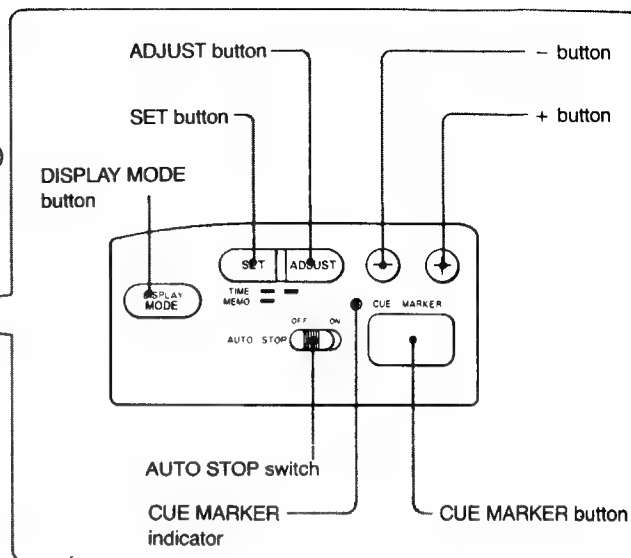 ADJUST button
− button
SET button
+ button
DISPLAY MODE
button
SET ADJUST − +
TIME
MEMO
DISPLAY
MODE
CUE MARKER
OFF ON
AUTO STOP
AUTO STOP switch
CUE MARKER
indicator
CUE MARKER button